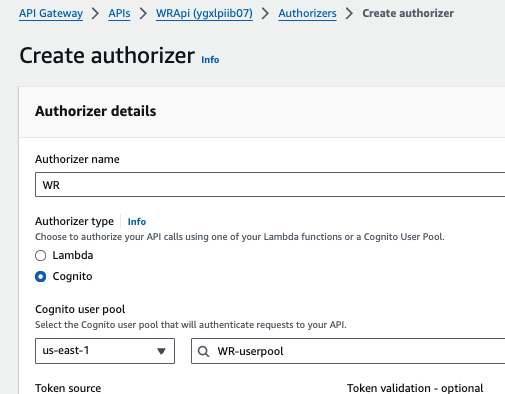 API Gateway > APIs > WRApi (ygxlpiib07) > Authorizers > Create authorizer
Create authorizer Info
Authorizer details
Authorizer name
WR
Authorizer type Info
Choose to authorize your API calls using one of your Lambda functions or a Cognito User Pool.
Lambda
Cognito
Cognito user pool
Select the Cognito user pool that will authenticate requests to your API.
us-east-1 WR-userpool
Token source Token validation - optional